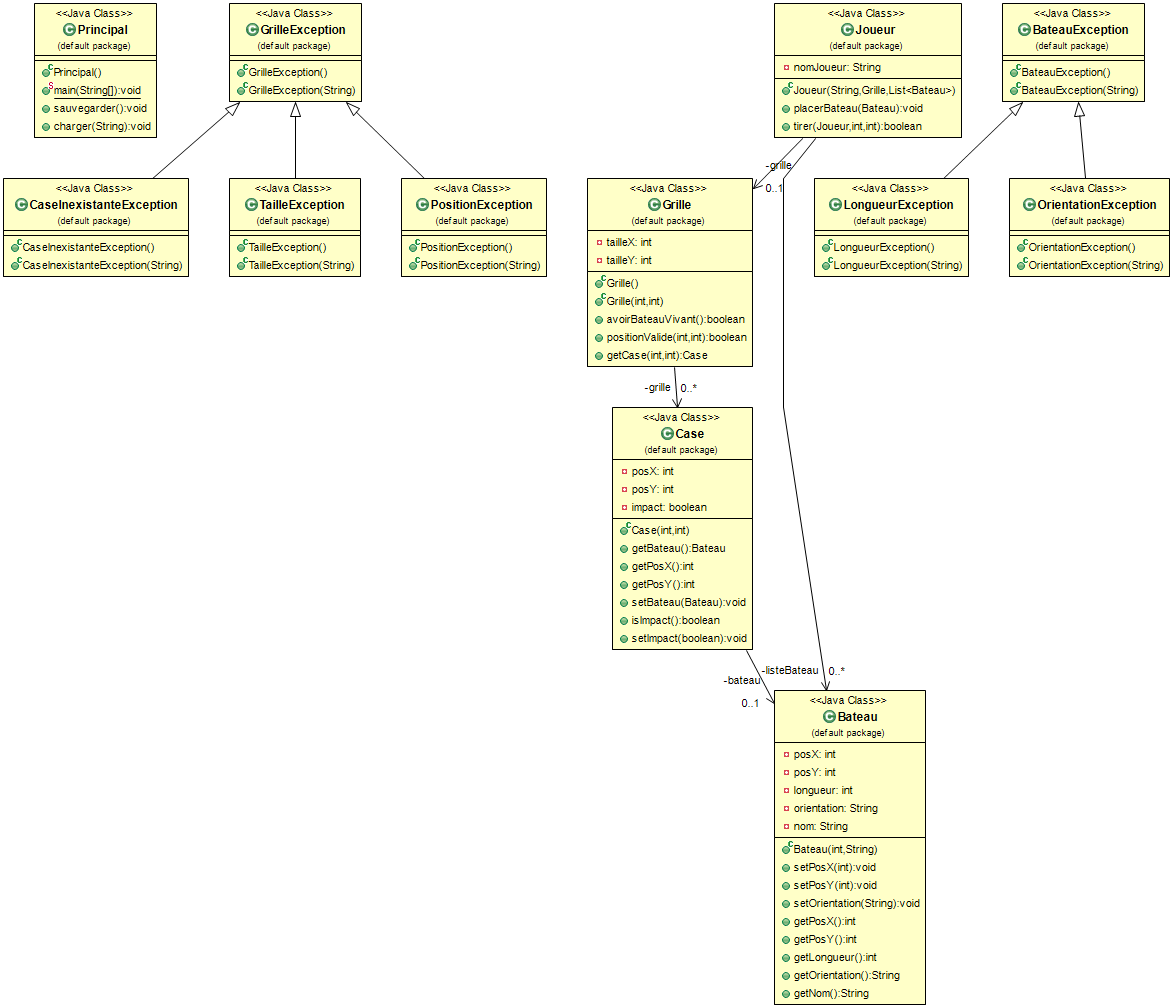 <<Java Class>>
Principal
(default package)
Principal()
main(String[]):void
sauvegarder():void
charger(String):void
<<Java Class>>
GrilleException
(default package)
GrilleException()
GrilleException(String)
<<Java Class>>
Joueur
(default package)
nomJoueur: String
Joueur(String,Grille,List<Bateau>)
placerBateau(Bateau):void
tirer(Joueur,int,int):boolean
<<Java Class>>
BateauException
(default package)
BateauException()
BateauException(String)
<<Java Class>>
CaseInexistanteException
(default package)
CaseInexistanteException()
CaseInexistanteException(String)
<<Java Class>>
TailleException
(default package)
TailleException()
TailleException(String)
<<Java Class>>
PositionException
(default package)
PositionException()
PositionException(String)
-grille
0..1
<<Java Class>>
Grille
(default package)
tailleX: int
tailleY: int
Grille()
Grille(int,int)
avoirBateauVivant():boolean
positionValide(int,int):boolean
getCase(int,int):Case
<<Java Class>>
LongueurException
(default package)
LongueurException()
LongueurException(String)
<<Java Class>>
OrientationException
(default package)
OrientationException()
OrientationException(String)
-grille
0..*
<<Java Class>>
Case
(default package)
posX: int
posY: int
impact: boolean
Case(int,int)
getBateau():Bateau
getPosX():int
getPosY():int
setBateau(Bateau):void
isImpact():boolean
setImpact(boolean):void
-listeBateau
0..*
-bateau
0..1
<<Java Class>>
Bateau
(default package)
posX: int
posY: int
longueur: int
orientation: String
nom: String
Bateau(int,String)
setPosX(int):void
setPosY(int):void
setOrientation(String):void
getPosX():int
getPosY():int
getLongueur():int
getOrientation():String
getNom():String